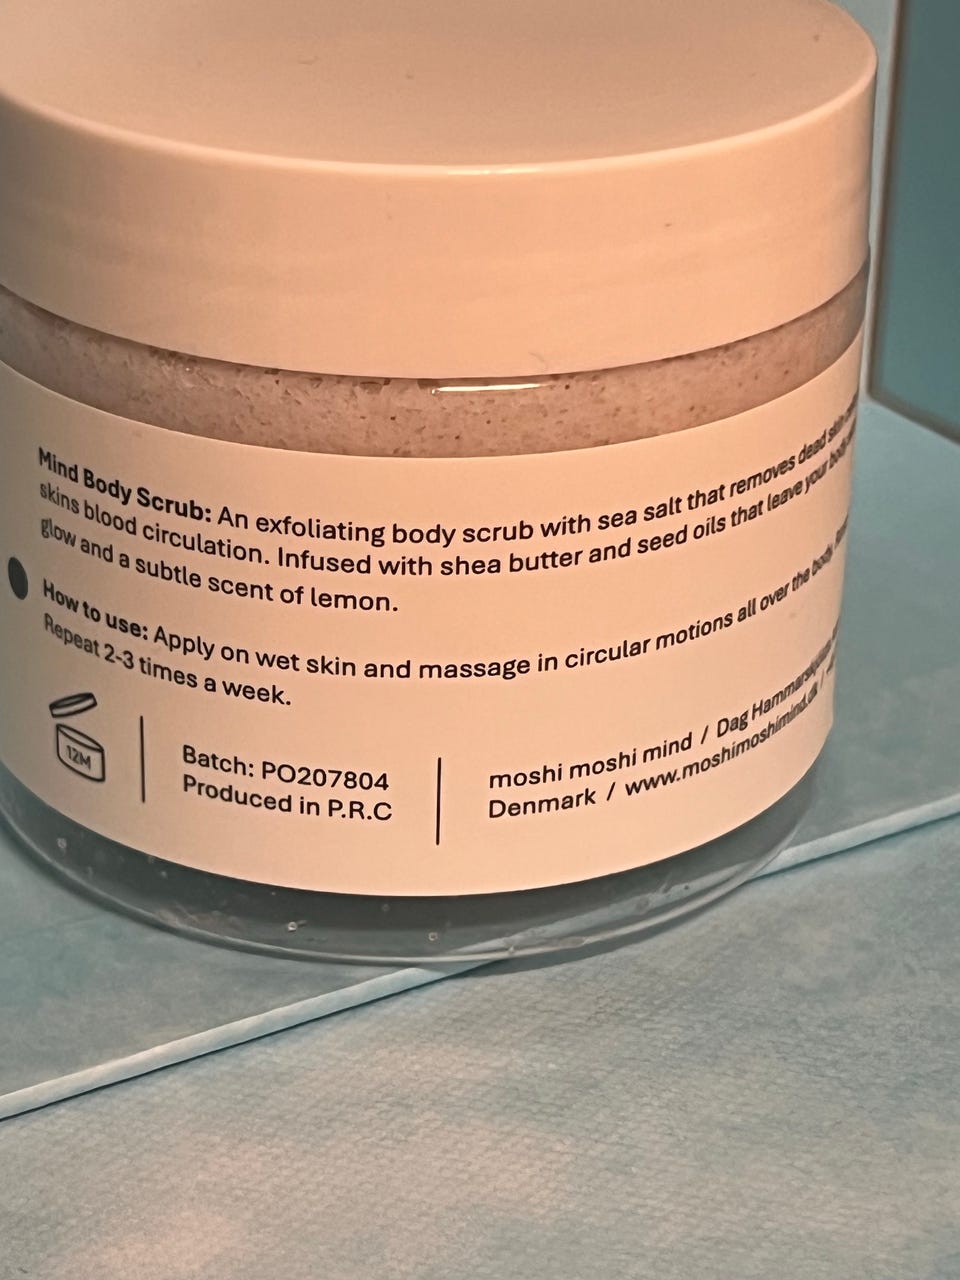 Mind Body Scrub: An exfoliating body scrub with sea salt that removes dead skin
skins blood circulation. Infused with shea butter and seed oils that leave your body
glow and a subtle scent of lemon.
How to use: Apply on wet skin and massage in circular motions all over the body.
Repeat 2-3 times a week.
12M
Batch: PO207804
Produced in P.R.C
moshi moshi mind / Dag
Denmark / www.moshimoshimind.dk /